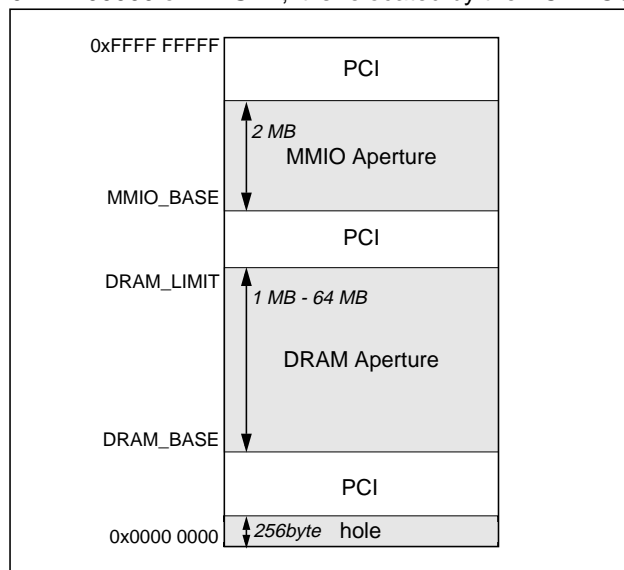 0xFFFF FFFFF
PCI
2 MB
MMIO Aperture
MMIO_BASE
PCI
DRAM_LIMIT
1 MB - 64 MB
DRAM Aperture
DRAM_BASE
PCI
256byte hole
0x0000 0000